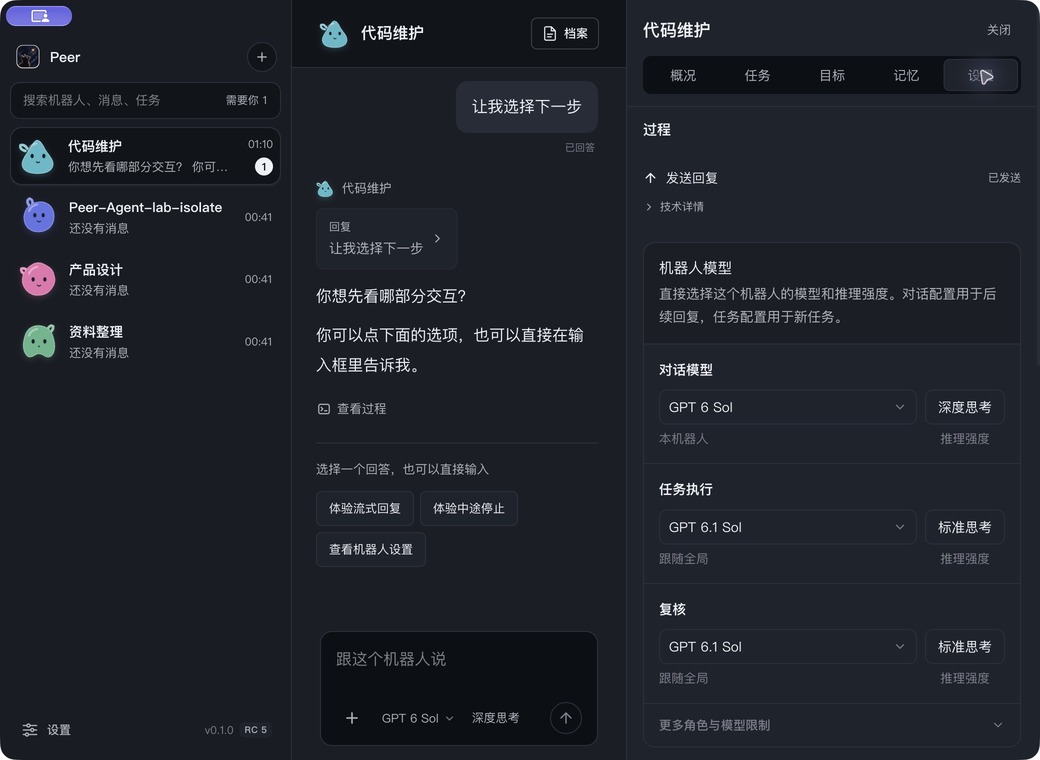 Peer
搜索机器人、消息、任务
需要你 1
代码维护
01:10
你想先看哪部分交互？ 你可...
1
Peer-Agent-lab-isolate
还没有消息
00:41
产品设计
还没有消息
00:41
资料整理
还没有消息
00:41
设置
v0.1.0
RC 5
代码维护
档案
让我选择下一步
已回答
代码维护
回复
让我选择下一步
你想先看哪部分交互？
你可以点下面的选项，也可以直接在输
入框里告诉我。
查看过程
选择一个回答，也可以直接输入
体验流式回复
体验中途停止
查看机器人设置
跟这个机器人说
GPT 6 Sol
深度思考
代码维护
关闭
概况
任务
目标
记忆
过程
发送回复
已发送
技术详情
机器人模型
直接选择这个机器人的模型和推理强度。对话配置用于后
续回复，任务配置用于新任务。
对话模型
GPT 6 Sol
深度思考
本机器人
推理强度
任务执行
GPT 6.1 Sol
标准思考
跟随全局
推理强度
复核
GPT 6.1 Sol
标准思考
跟随全局
推理强度
更多角色与模型限制